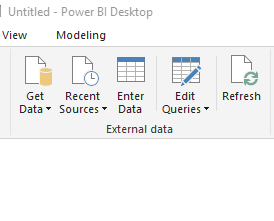 Untitled - Power BI Desktop
View Modeling
Get Data Recent Sources Enter Data Edit Queries Refresh
External data